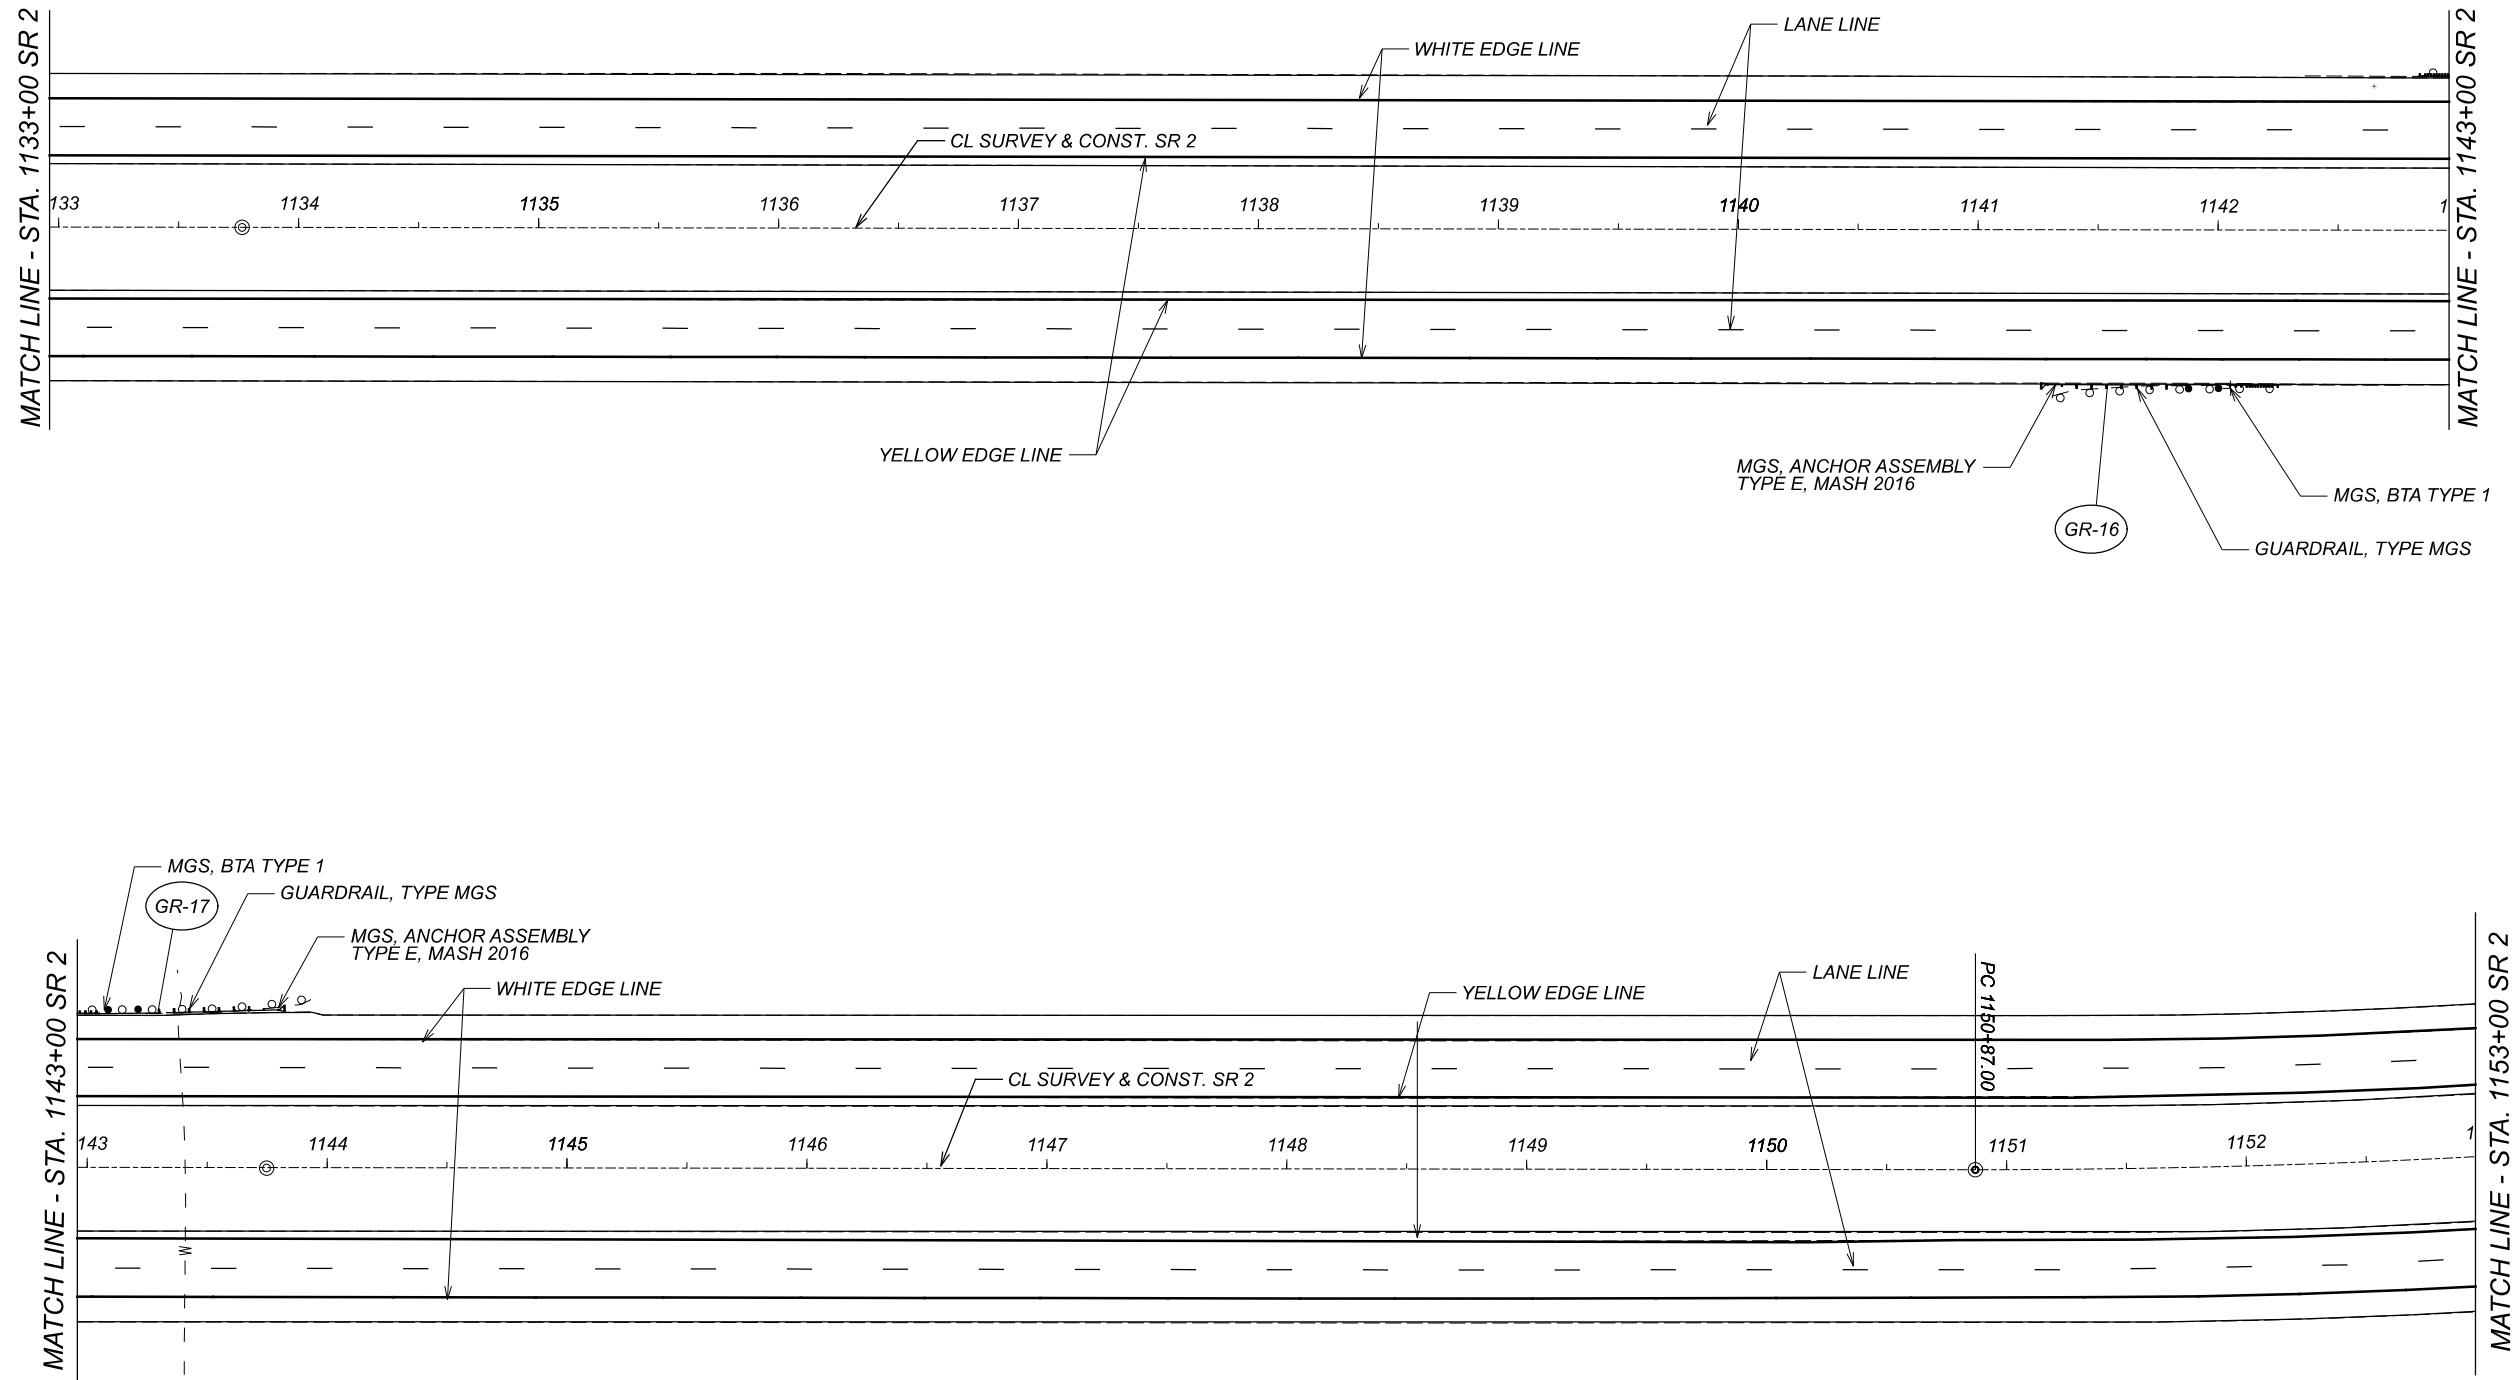 MATCH LINE - STA. 1133+00 SR 2
LANE LINE
WHITE EDGE LINE
CL SURVEY & CONST. SR 2
133 1134 1135 1136 1137 1138 1139 1140 1141 1142 1
YELLOW EDGE LINE
MGS, ANCHOR ASSEMBLY
TYPE E, MASH 2016
GR-16
MGS, BTA TYPE 1
GUARDRAIL, TYPE MGS
MATCH LINE - STA. 1143+00 SR 2
MATCH LINE - STA. 1143+00 SR 2
MGS, BTA TYPE 1
GR-17
GUARDRAIL, TYPE MGS
MGS, ANCHOR ASSEMBLY
TYPE E, MASH 2016
WHITE EDGE LINE
YELLOW EDGE LINE
LANE LINE
PC 1150+87.00
CL SURVEY & CONST. SR 2
143 1144 1145 1146 1147 1148 1149 1150 1151 1152 1
W
MATCH LINE - STA. 1153+00 SR 2